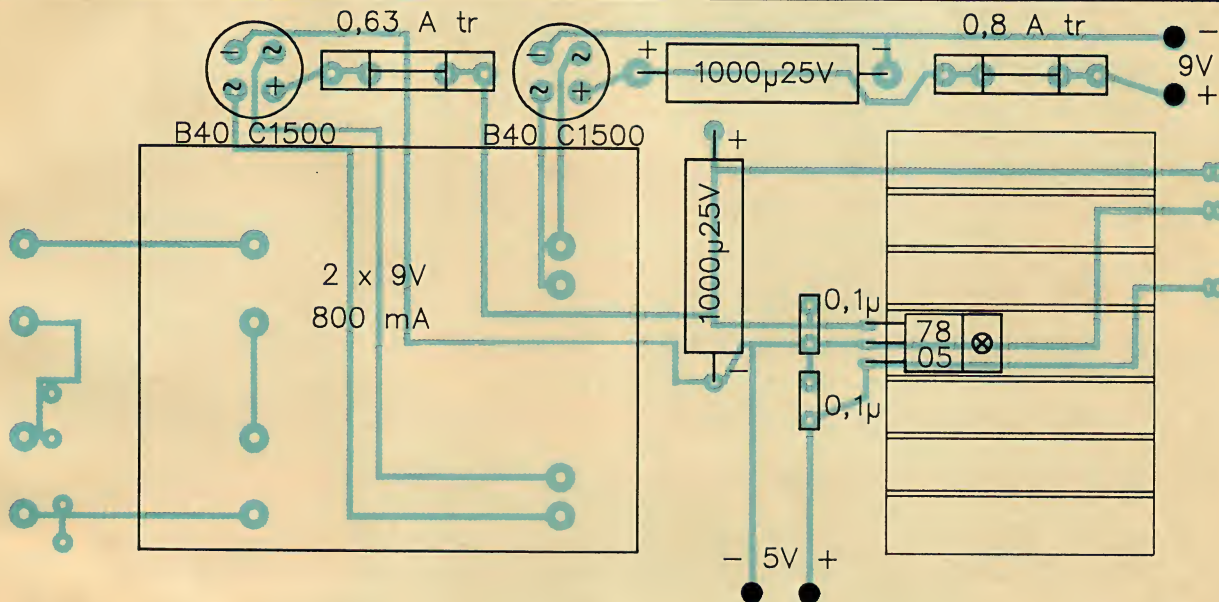 0,63 A tr
0,8 A tr
- ~ ~ +
- ~ ~ +
+ 1000µ25V -
- 9V +
B40 C1500
B40 C1500
+ 1000µ25V -
2 x 9V
800 mA
0,1µ
78
05
0,1µ
- 5V +